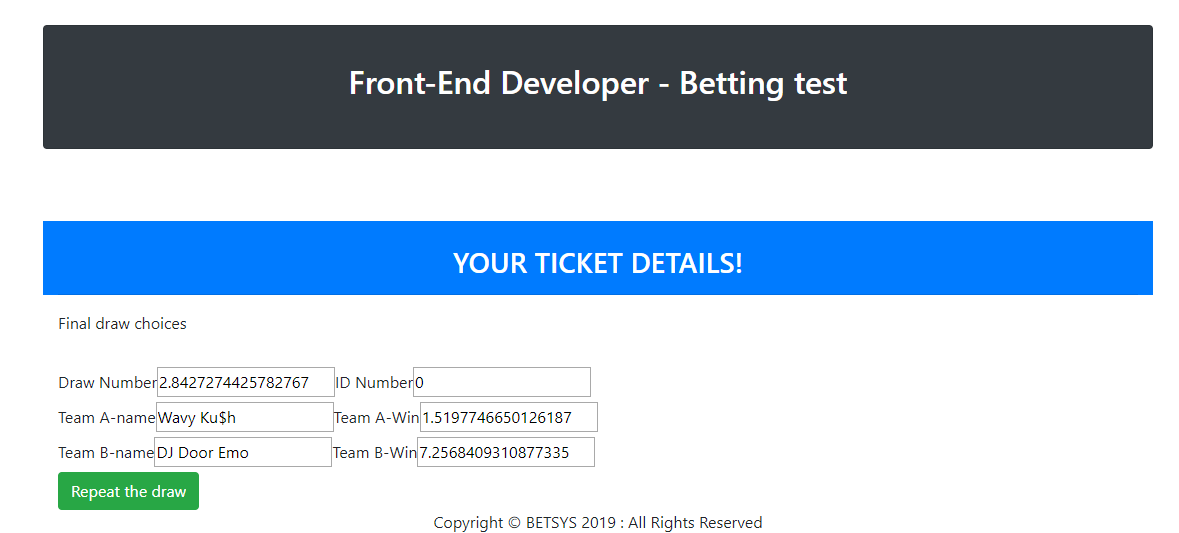 Front-End Developer - Betting test
YOUR TICKET DETAILS!
Final draw choices
Draw Number 2.8427274425782767 ID Number 0
Team A-name Wavy Ku$h Team A-Win 1.5197746650126187
Team B-name DJ Door Emo Team B-Win 7.2568409310877335
Repeat the draw
Copyright © BETSYS 2019 : All Rights Reserved